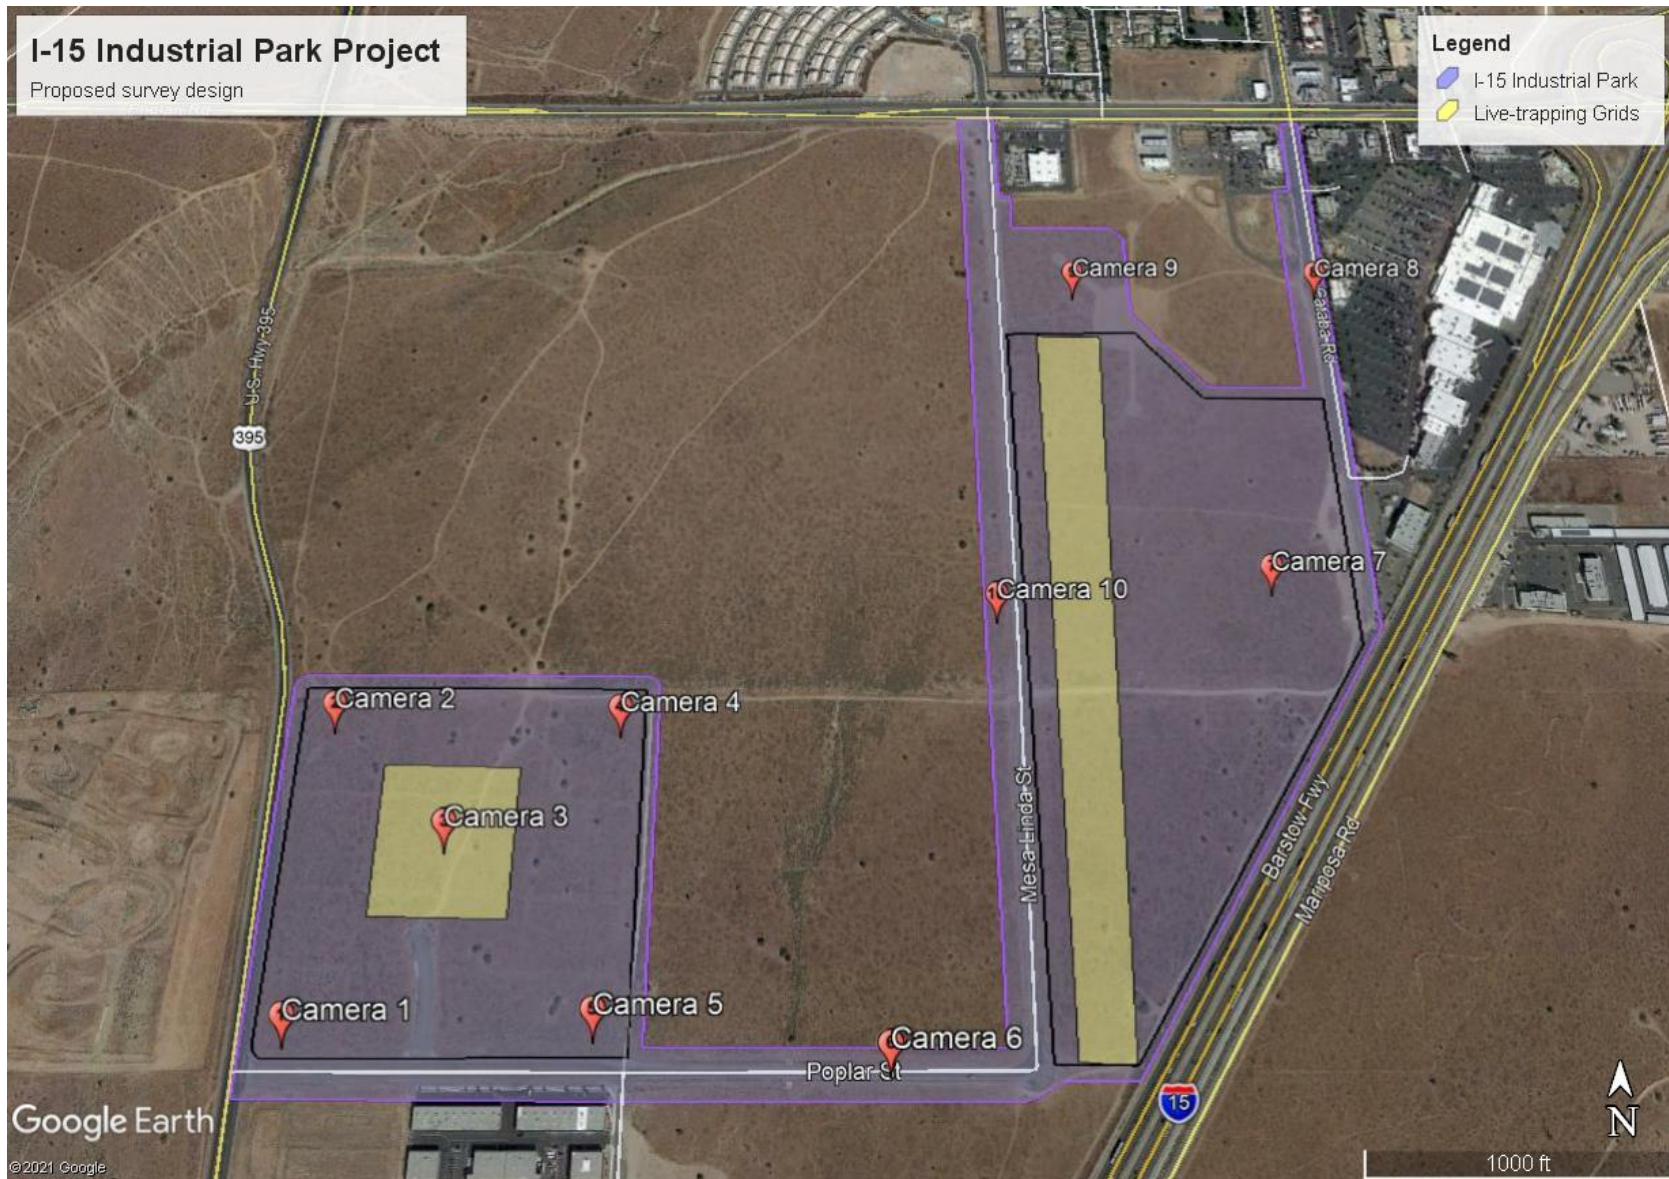 I-15 Industrial Park Project
Proposed survey design
Legend
I-15 Industrial Park
Live-trapping Grids
Camera 9
Camera 8
Cataba Rd
U-S-Hwy-395
395
Camera 7
Camera 10
Camera 2
Camera 4
Mesa-Linda-St
Camera 3
Barstow Fwy
Mariposa Rd
Camera 1
Camera 5
Camera 6
Poplar St
15
N
Google Earth
©2021 Google
1000 ft